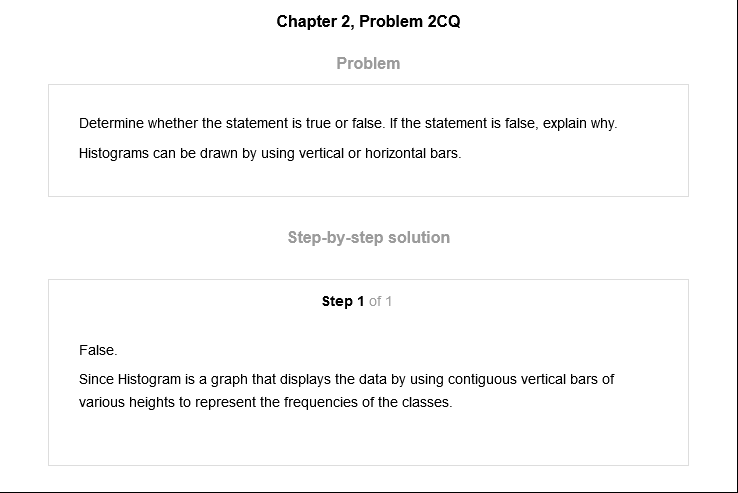 Chapter 2, Problem 2CQ
Problem
Determine whether the statement is true or false. If the statement is false, explain why.
Histograms can be drawn by using vertical or horizontal bars.
Step-by-step solution
Step 1 of 1
False.
Since Histogram is a graph that displays the data by using contiguous vertical bars of
various heights to represent the frequencies of the classes.